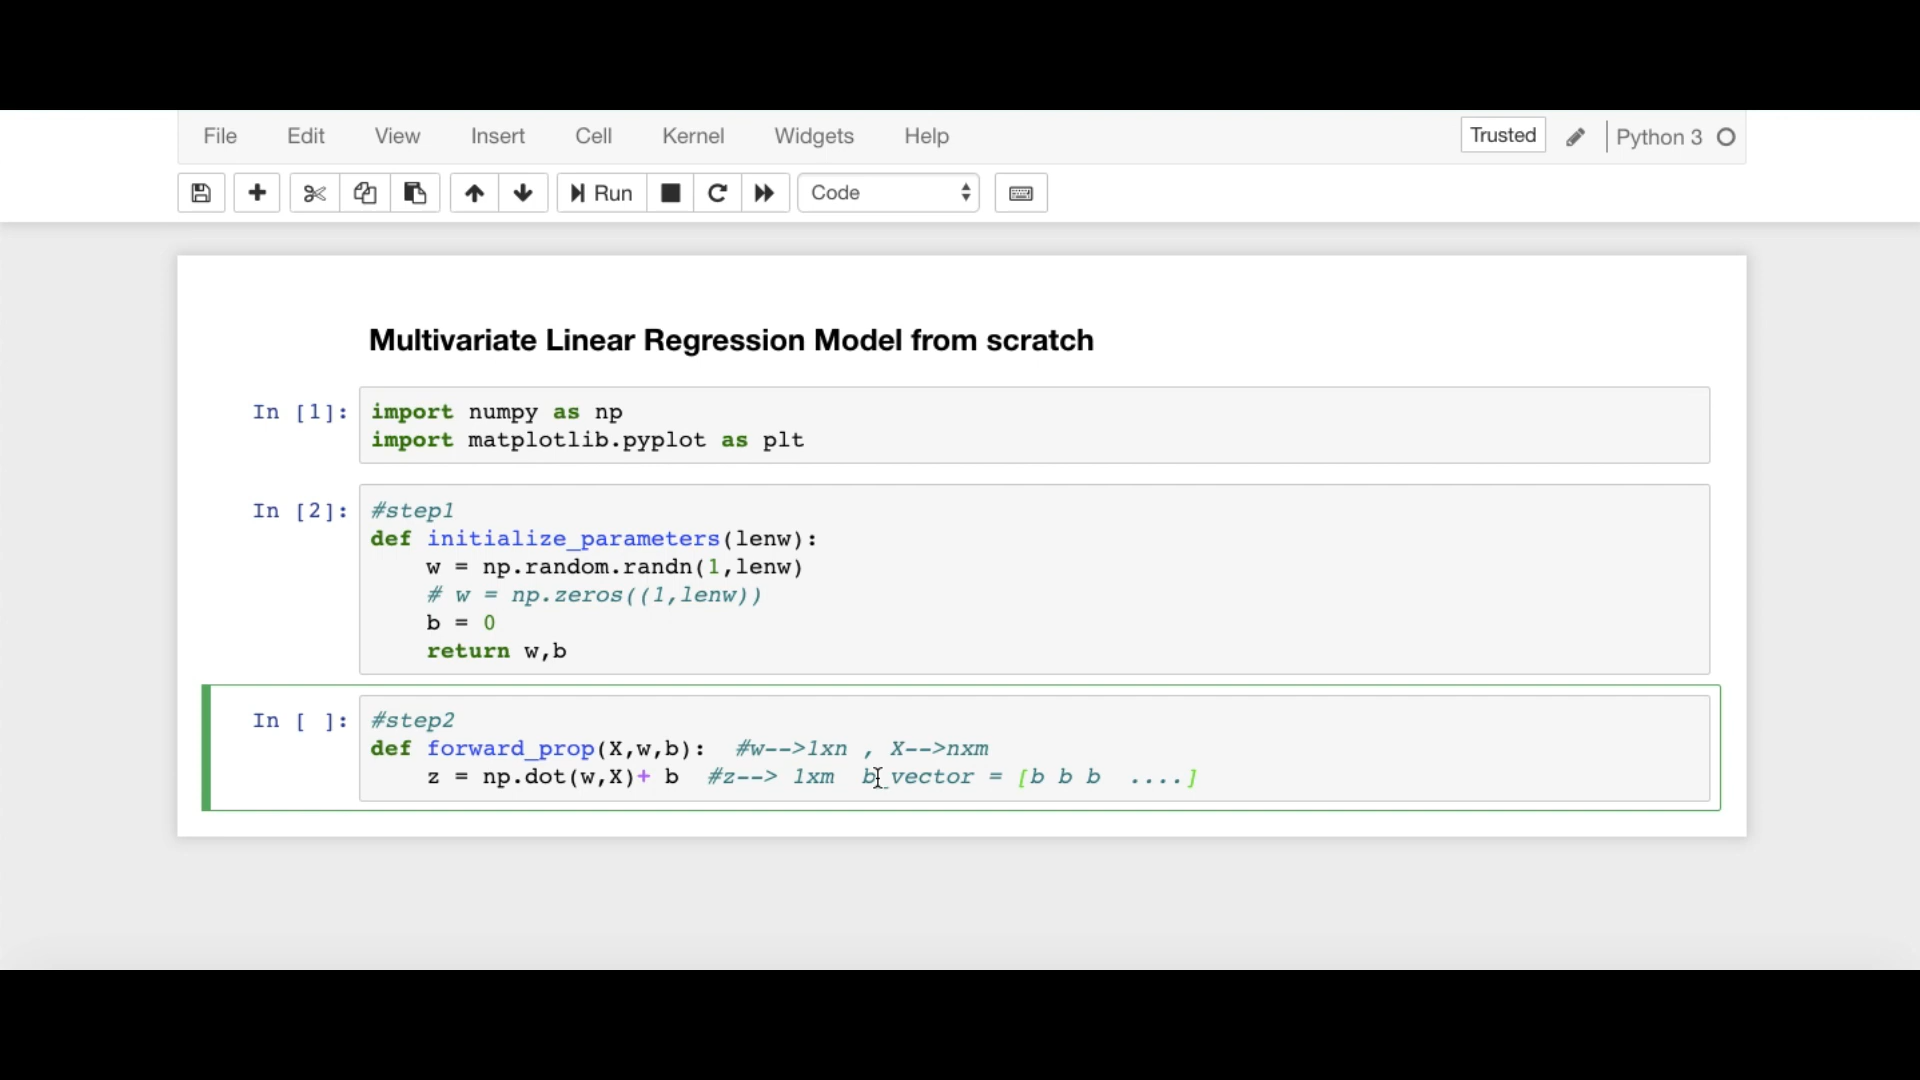 File Edit View Insert Cell Kernel Widgets Help Trusted Python 3
Run Code
Multivariate Linear Regression Model from scratch
In [1]: import numpy as np
import matplotlib.pyplot as plt
In [2]: #step1
def initialize_parameters(lenw):
    w = np.random.randn(1,lenw)
    # w = np.zeros((1,lenw))
    b = 0
    return w,b
In [ ]: #step2
def forward_prop(X,w,b):  #w-->1xn , X-->nxm
    z = np.dot(w,X)+ b  #z--> 1xm  b_vector = [b b b  ....]